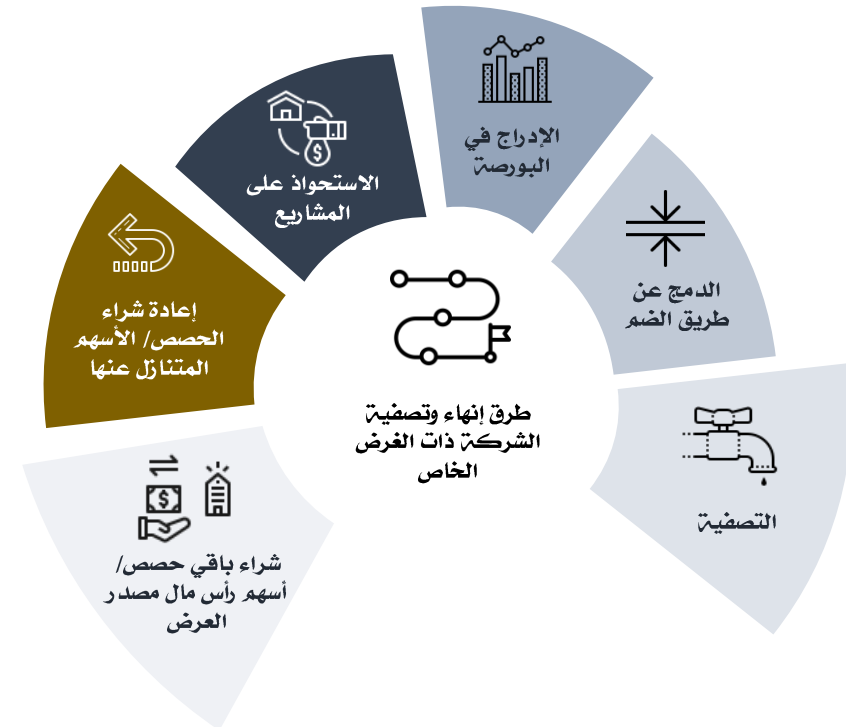 طرق إنهاء وتصفية
الشركة ذات الغرض
الخاص
الإدراج في
البورصة
الدمج عن
طريق الضم
التصفية
الاستحواذ على
المشاريع
إعادة شراء
الحصص/ الأسهم
المتنازل عنها
شراء باقي حصص/
أسهم رأس مال مصدر
العرض